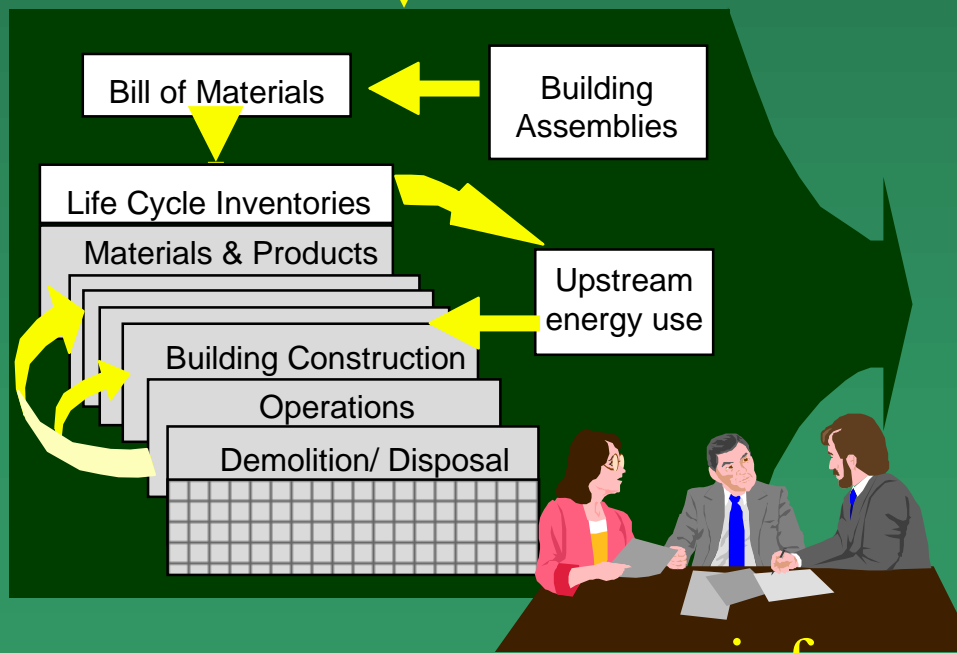 Bill of Materials
Building
Assemblies
Life Cycle Inventories
Materials & Products
Upstream
energy use
Building Construction
Operations
Demolition/ Disposal